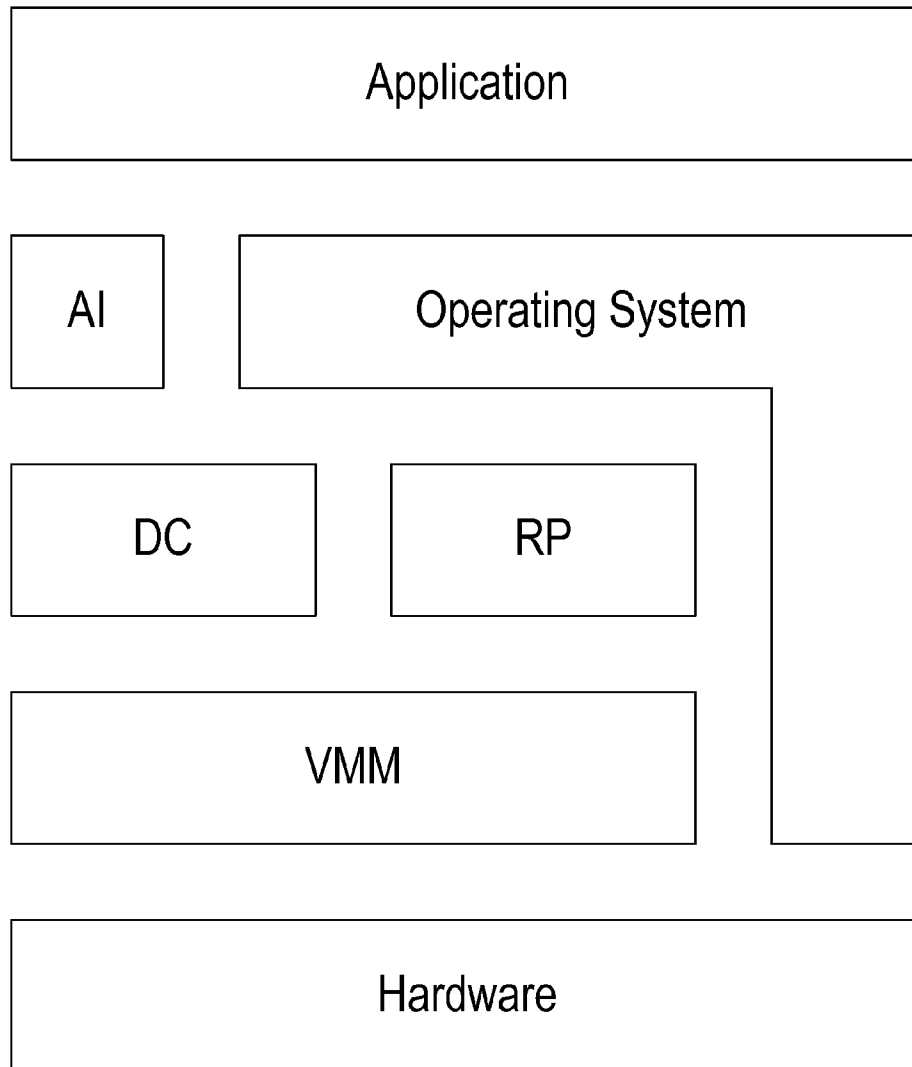 Application
AI
Operating System
DC
RP
VMM
Hardware